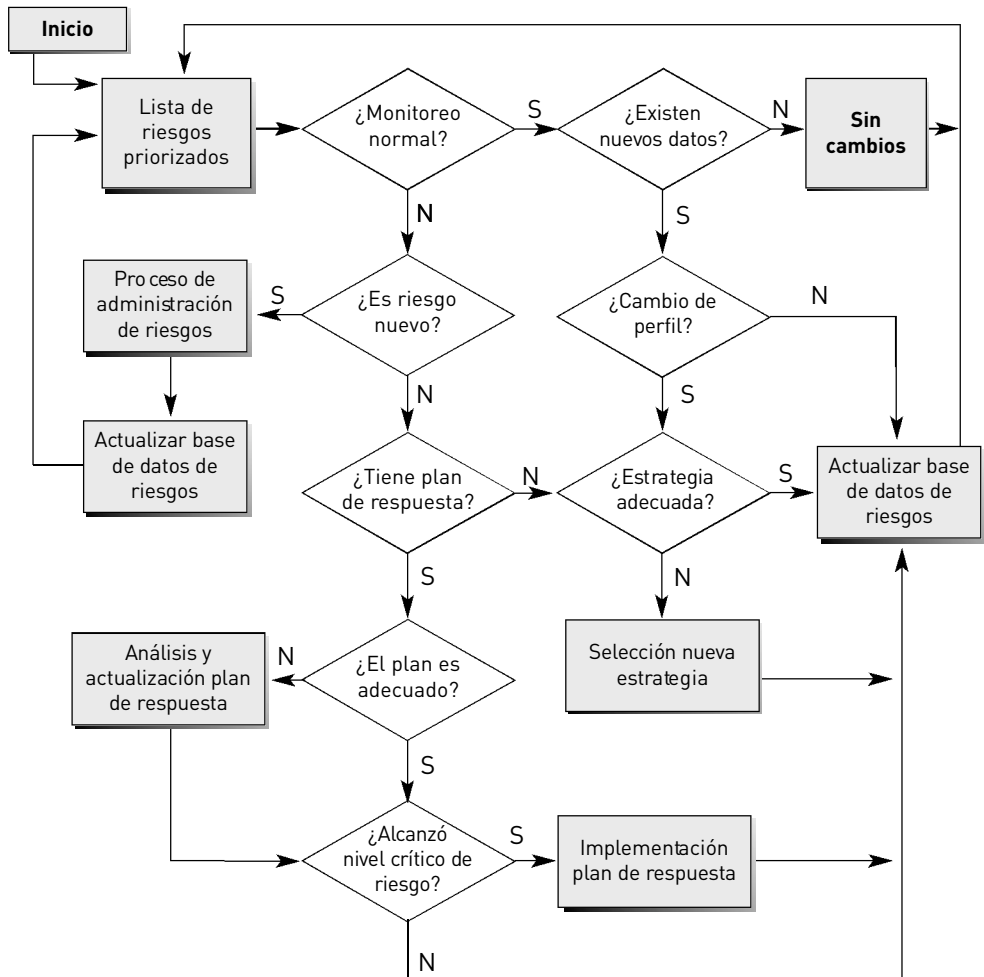 Inicio
Lista de
riesgos
priorizados
¿Monitoreo
normal?
S
¿Existen
nuevos datos?
N
Sin
cambios
N
S
Proceso de
administración
de riesgos
S
¿Es riesgo
nuevo?
¿Cambio de
perfil?
N
N
S
Actualizar base
de datos de
riesgos
¿Tiene plan
de respuesta?
N
¿Estrategia
adecuada?
S
Actualizar base
de datos de
riesgos
S
N
Análisis y
actualización plan
de respuesta
N
¿El plan es
adecuado?
Selección nueva
estrategia
S
¿Alcanzó
nivel crítico de
riesgo?
S
Implementación
plan de respuesta
N